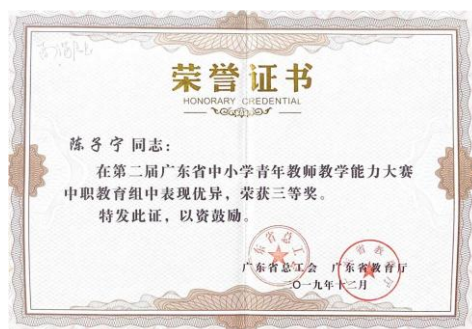 荣誉证书
HONORARY CREDENTIAL
陈子宇同志：
在第二届广东省中小学青年教师教学能力大赛
中职教育组中表现优异，荣获三等奖。
特发此证，以资鼓励。
广东省总工会 广东省教育厅
二〇一九年十二月